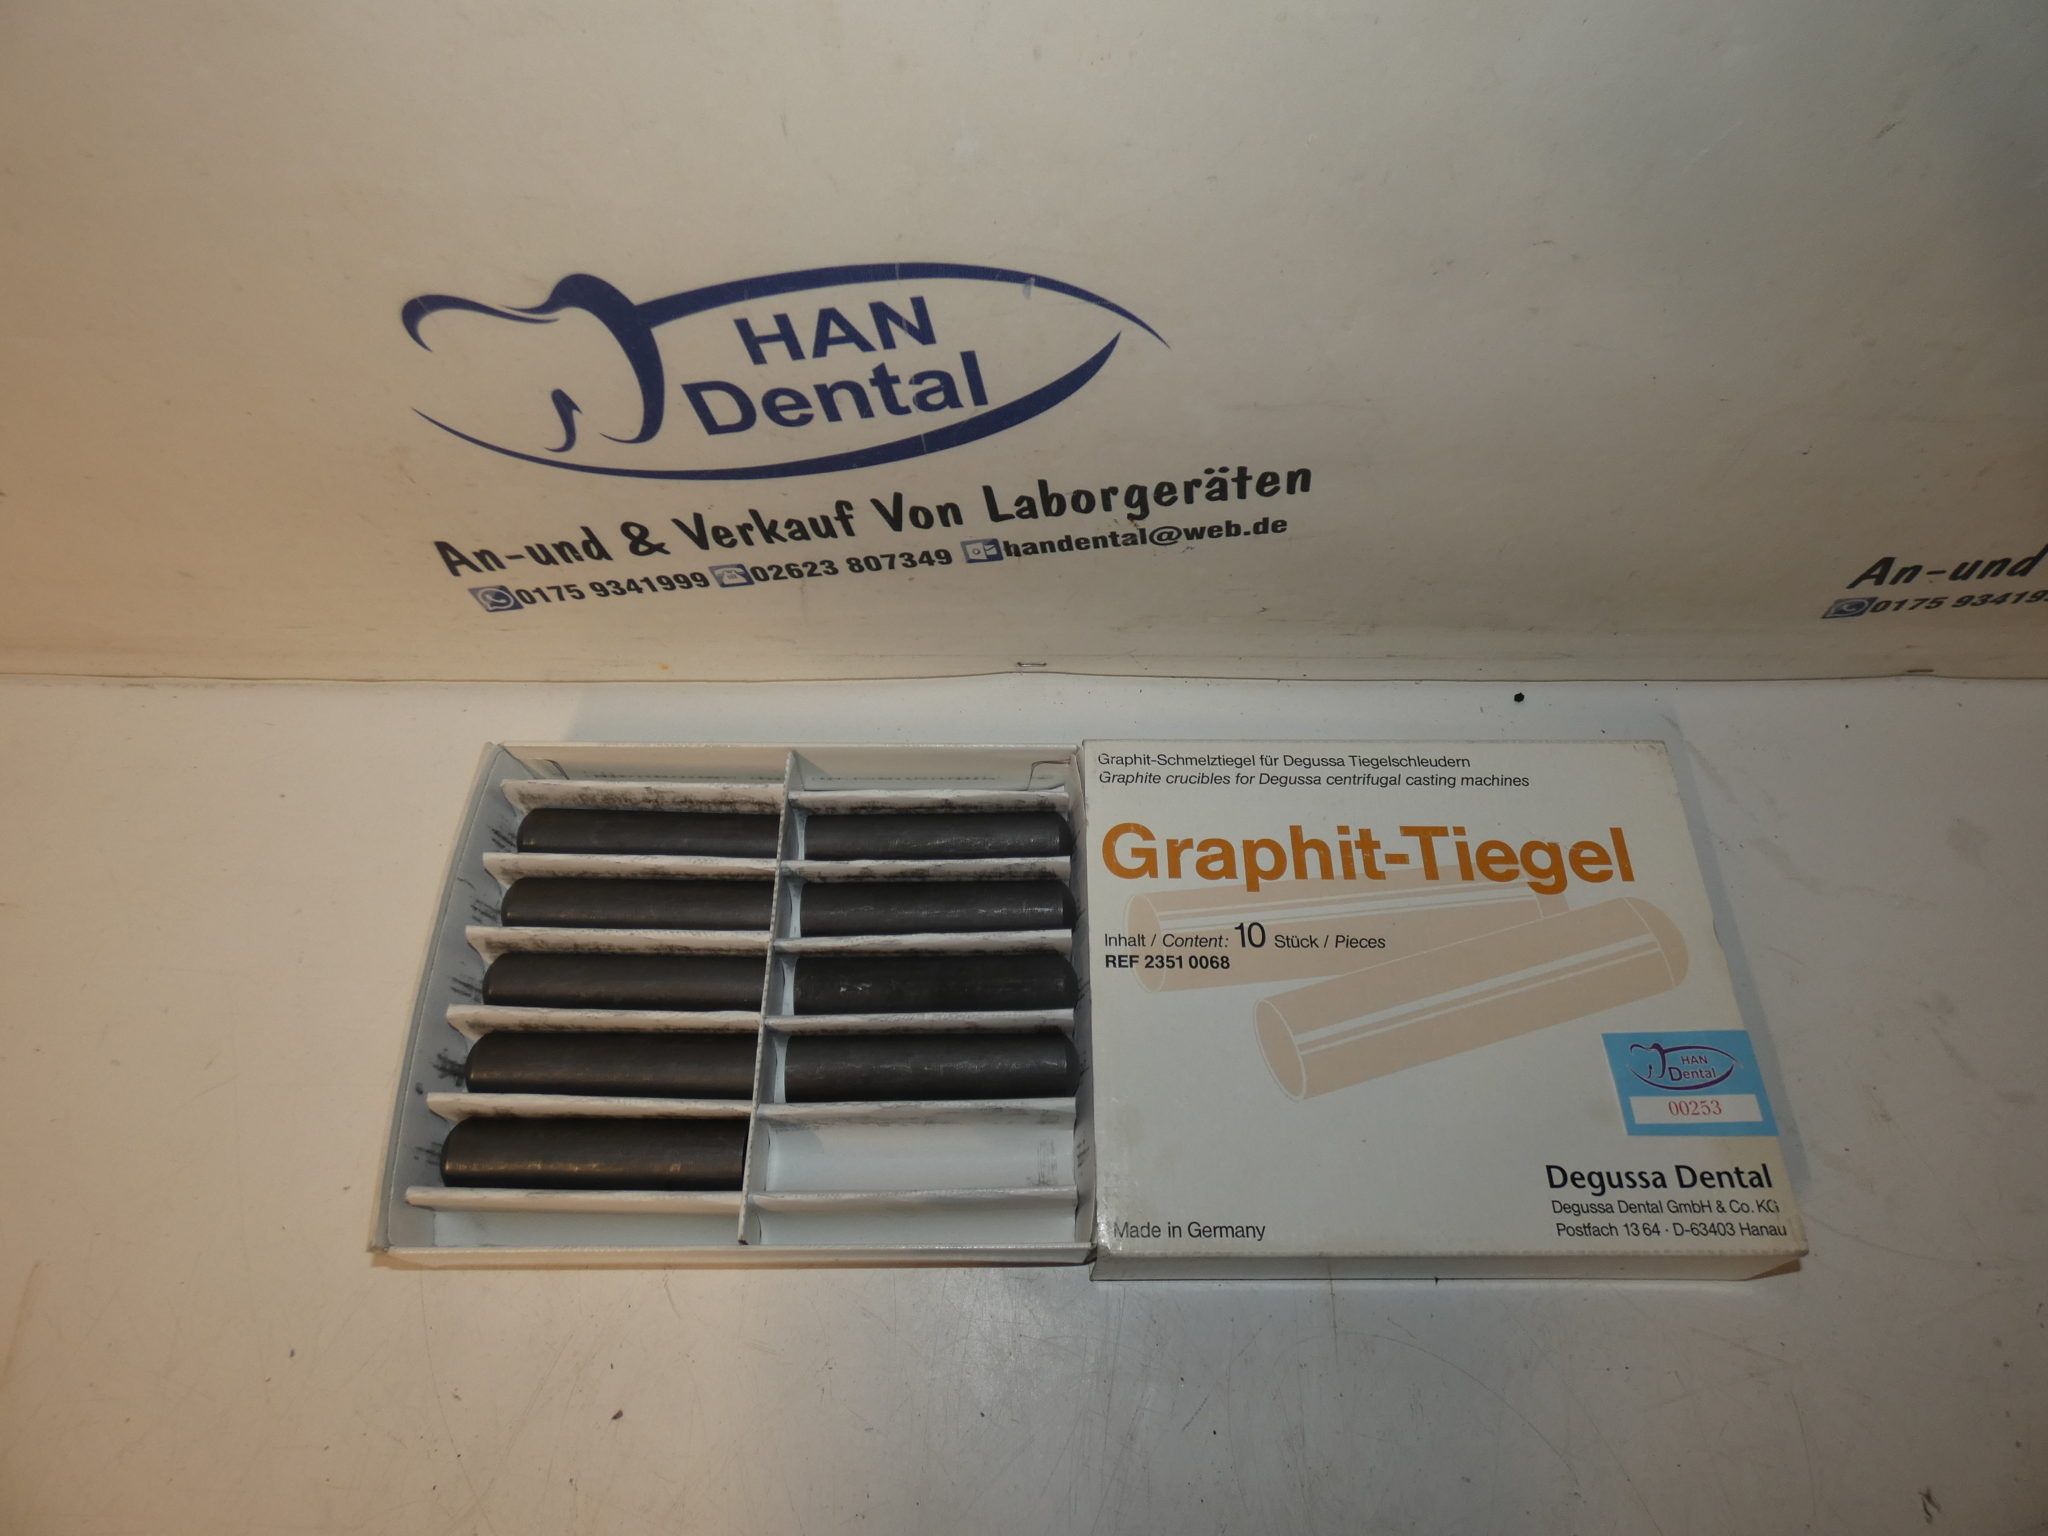 HAN
Dental
An-und & Verkauf Von Laborgeräten
0175 9341999 02623 807349 handental@web.de
An-und
0175 93419
Graphit-Schmelztiegel für Degussa Tiegelschleudern
Graphite crucibles for Degussa centrifugal casting machines
Graphit-Tiegel
Inhalt / Content: 10 Stück / Pieces
REF 2351 0068
HAN
Dental
00253
Degussa Dental
Degussa Dental GmbH & Co. KG
Postfach 13 64 · D-63403 Hanau
Made in Germany